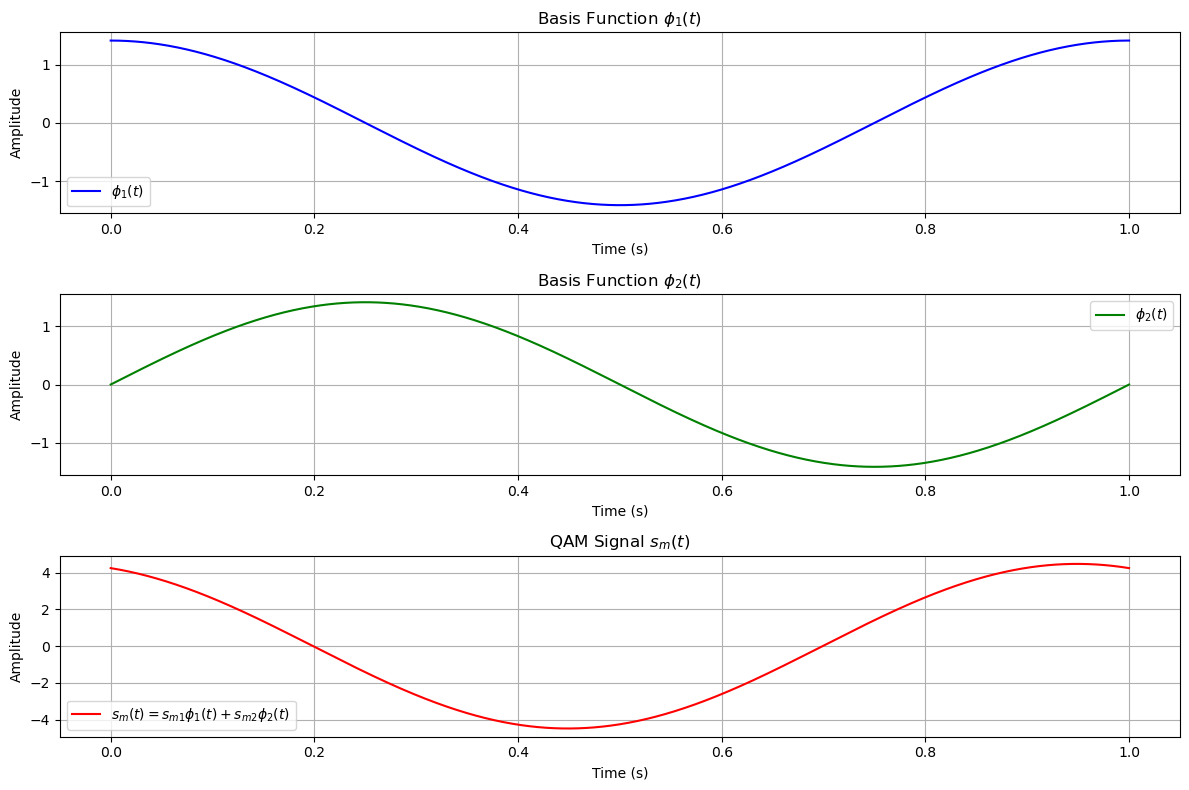 Basis Function ϕ₁(t)
Amplitude
1
0
−1
ϕ₁(t)
0.0 0.2 0.4 0.6 0.8 1.0
Time (s)
Basis Function ϕ₂(t)
Amplitude
1
0
−1
ϕ₂(t)
0.0 0.2 0.4 0.6 0.8 1.0
Time (s)
QAM Signal sₘ(t)
Amplitude
4
2
0
−2
−4
sₘ(t) = sₘ₁ϕ₁(t) + sₘ₂ϕ₂(t)
0.0 0.2 0.4 0.6 0.8 1.0
Time (s)